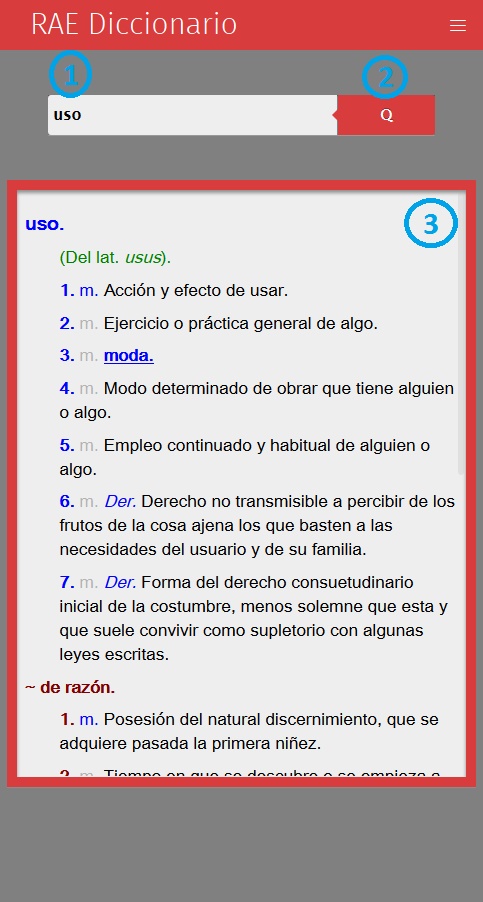 RAE Diccionario
1
2
uso
Q
3
uso.
(Del lat. usus).
1. m. Acción y efecto de usar.
2. m. Ejercicio o práctica general de algo.
3. m. moda.
4. m. Modo determinado de obrar que tiene alguien
o algo.
5. m. Empleo continuado y habitual de alguien o
algo.
6. m. Der. Derecho no transmisible a percibir de los
frutos de la cosa ajena los que basten a las
necesidades del usuario y de su familia.
7. m. Der. Forma del derecho consuetudinario
inicial de la costumbre, menos solemne que esta y
que suele convivir como supletorio con algunas
leyes escritas.
~ de razón.
1. m. Posesión del natural discernimiento, que se
adquiere pasada la primera niñez.
2. m. Tiempo en que se descubre o se empieza a